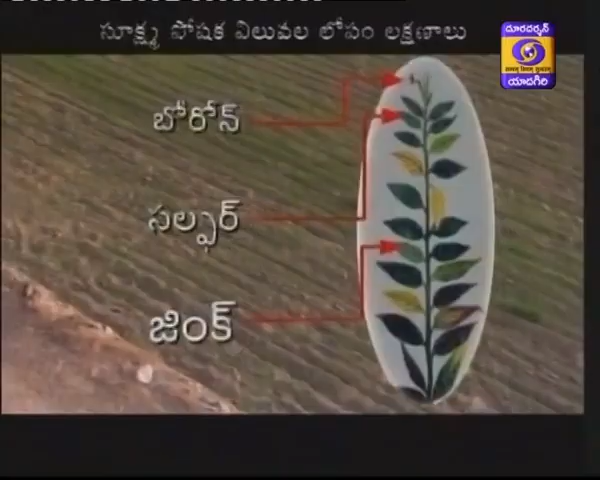 సూక్ష్మ పోషక విలువల లోపం లక్షణాలు
దూరదర్శన్
యాదగిరి
బోరోన్
సల్ఫర్
జింక్